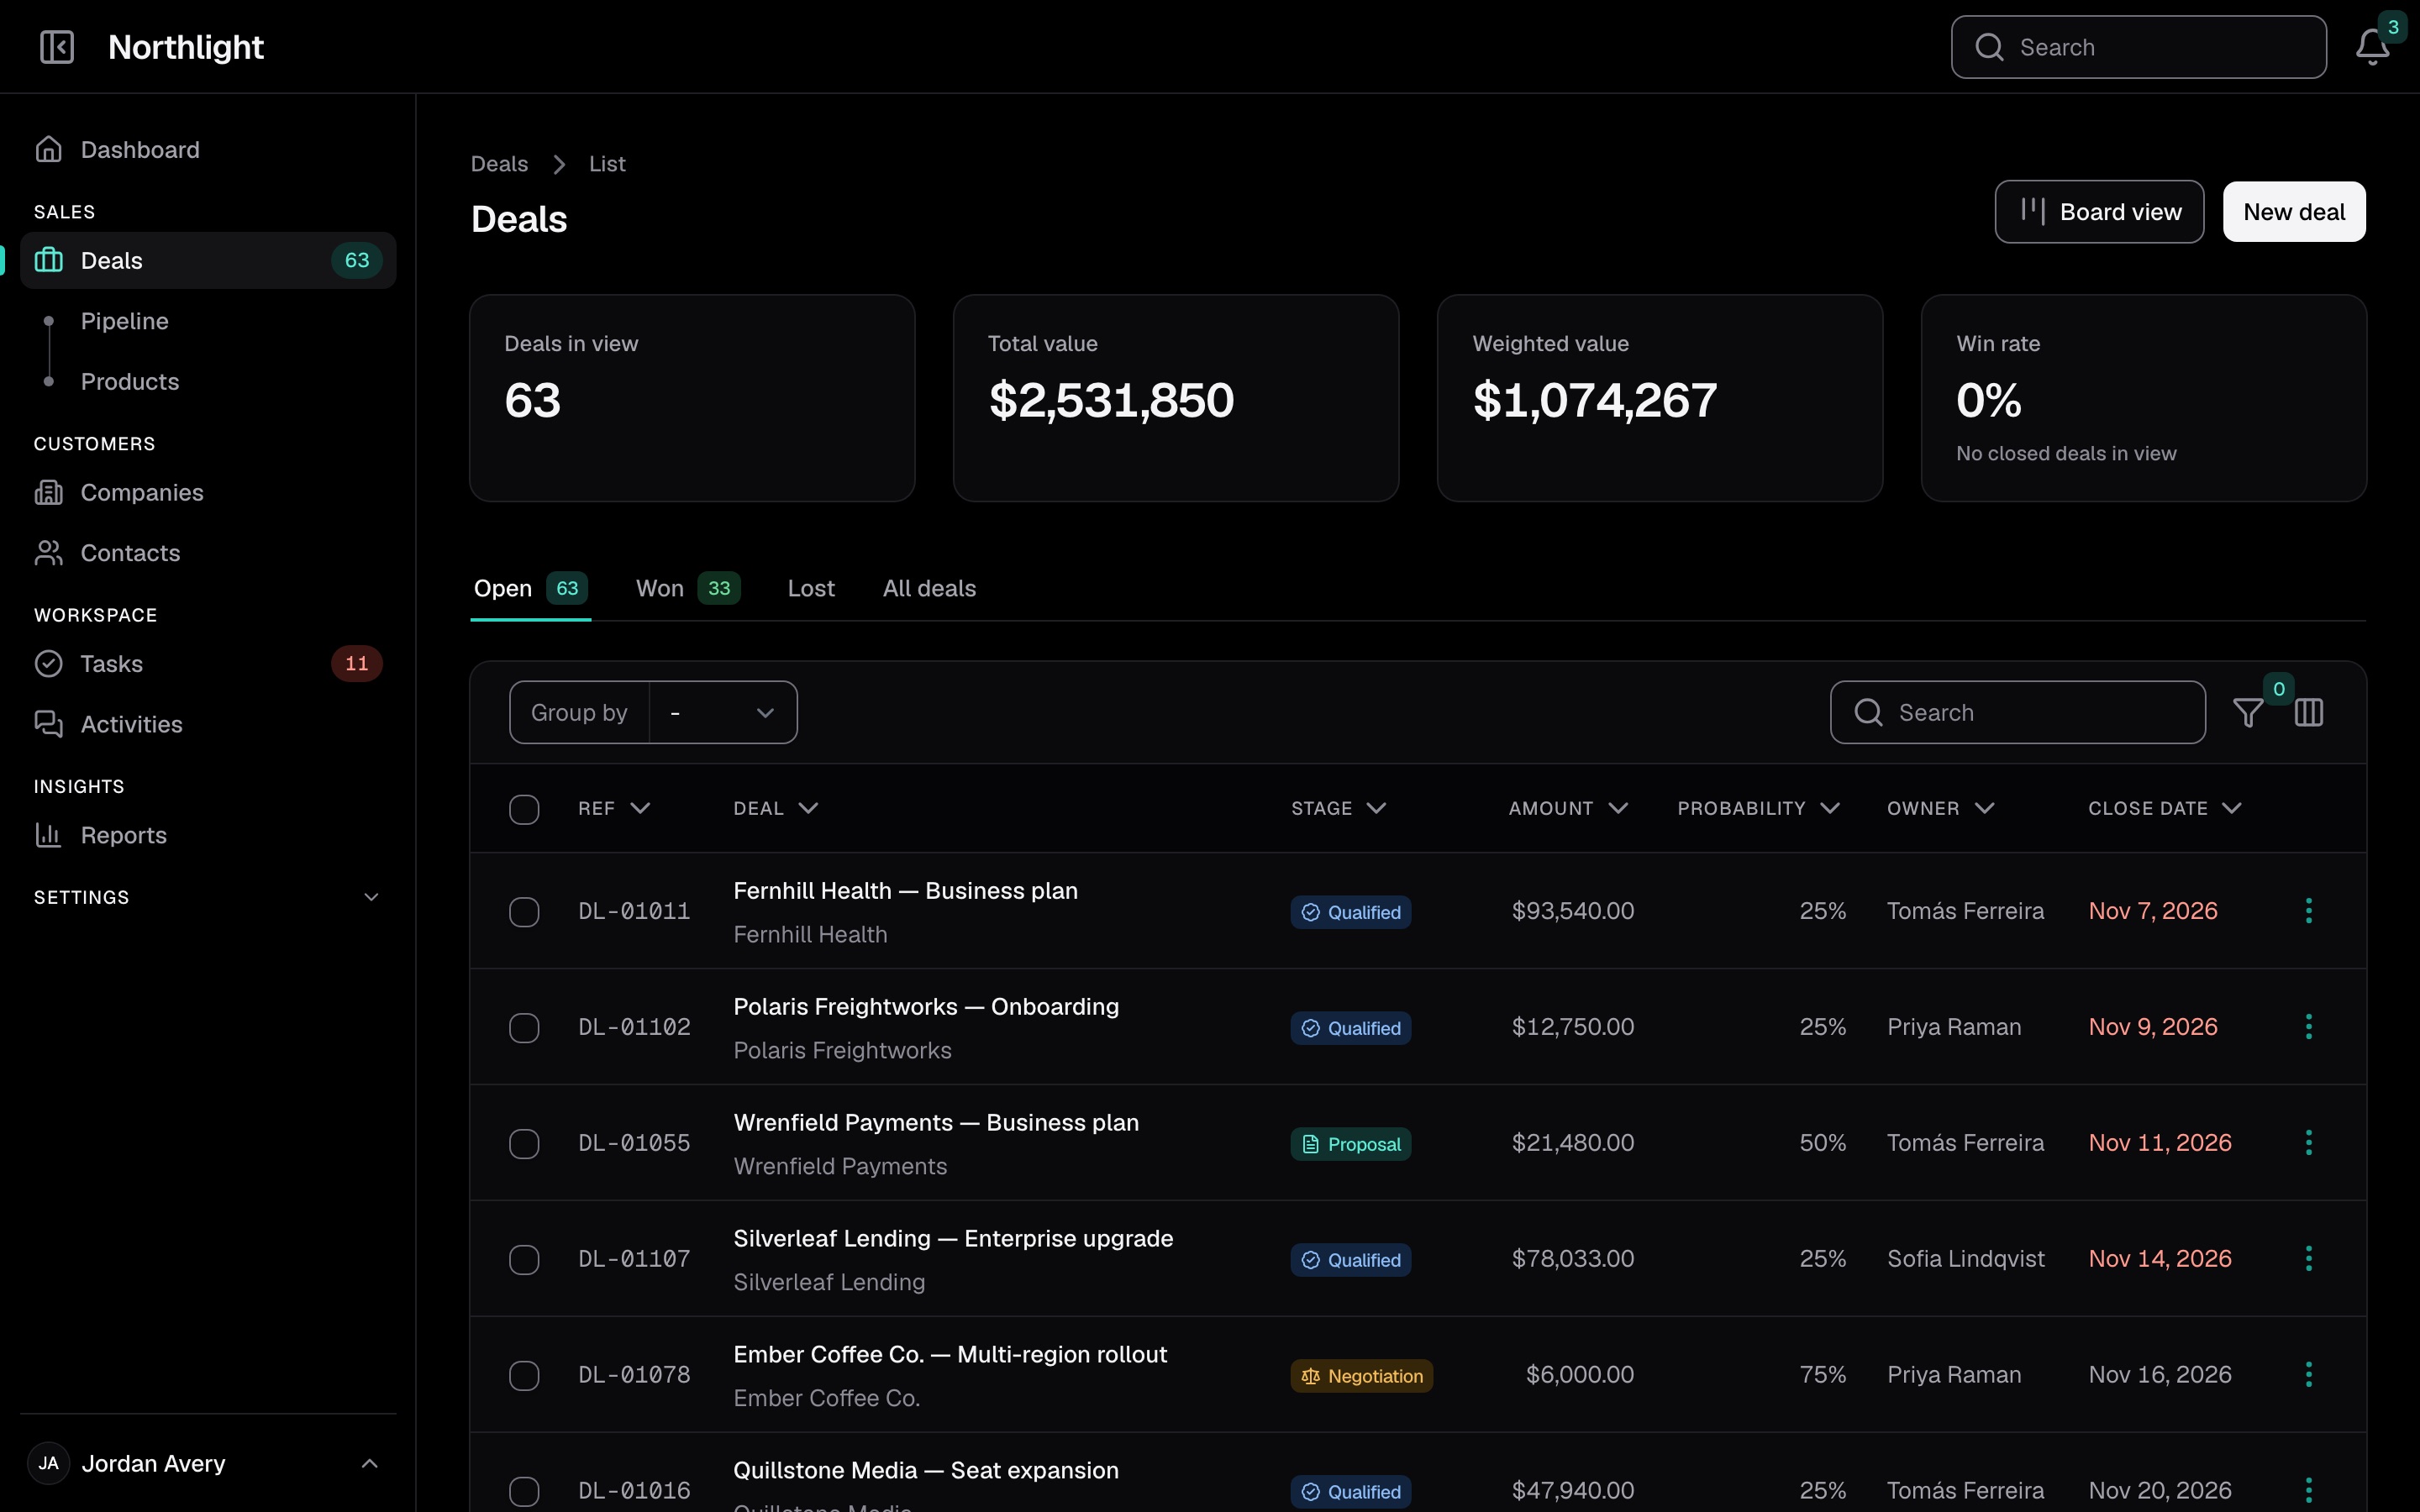 Northlight
Search
3
Dashboard
SALES
Deals 63
Pipeline
Products
CUSTOMERS
Companies
Contacts
WORKSPACE
Tasks 11
Activities
INSIGHTS
Reports
SETTINGS
JA Jordan Avery
Deals List
Deals
Board view
New deal
Deals in view
63
Total value
$2,531,850
Weighted value
$1,074,267
Win rate
0%
No closed deals in view
Open 63 Won 33 Lost All deals
Group by -
Search
0
REF DEAL STAGE AMOUNT PROBABILITY OWNER CLOSE DATE
DL-01011 Fernhill Health — Business plan Qualified $93,540.00 25% Tomás Ferreira Nov 7, 2026
Fernhill Health
DL-01102 Polaris Freightworks — Onboarding Qualified $12,750.00 25% Priya Raman Nov 9, 2026
Polaris Freightworks
DL-01055 Wrenfield Payments — Business plan Proposal $21,480.00 50% Tomás Ferreira Nov 11, 2026
Wrenfield Payments
DL-01107 Silverleaf Lending — Enterprise upgrade Qualified $78,033.00 25% Sofia Lindqvist Nov 14, 2026
Silverleaf Lending
DL-01078 Ember Coffee Co. — Multi-region rollout Negotiation $6,000.00 75% Priya Raman Nov 16, 2026
Ember Coffee Co.
DL-01016 Quillstone Media — Seat expansion Qualified $47,940.00 25% Tomás Ferreira Nov 20, 2026
Quillstone Media